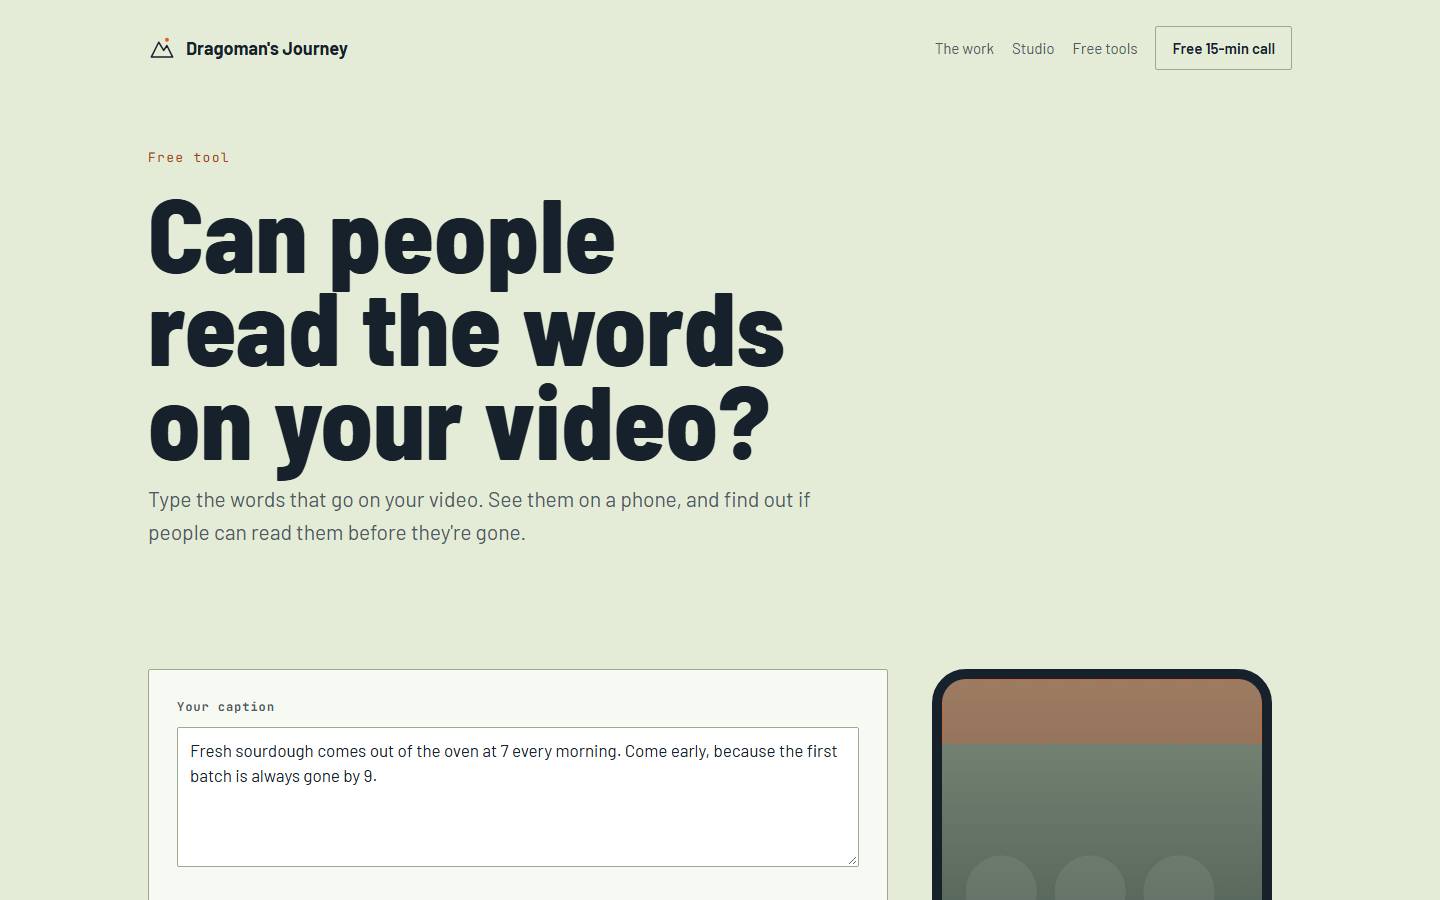 Dragoman's Journey
The work
Studio
Free tools
Free 15-min call
Free tool
Can people
read the words
on your video?
Type the words that go on your video. See them on a phone, and find out if
people can read them before they're gone.
Your caption
Fresh sourdough comes out of the oven at 7 every morning. Come early, because the first
batch is always gone by 9.